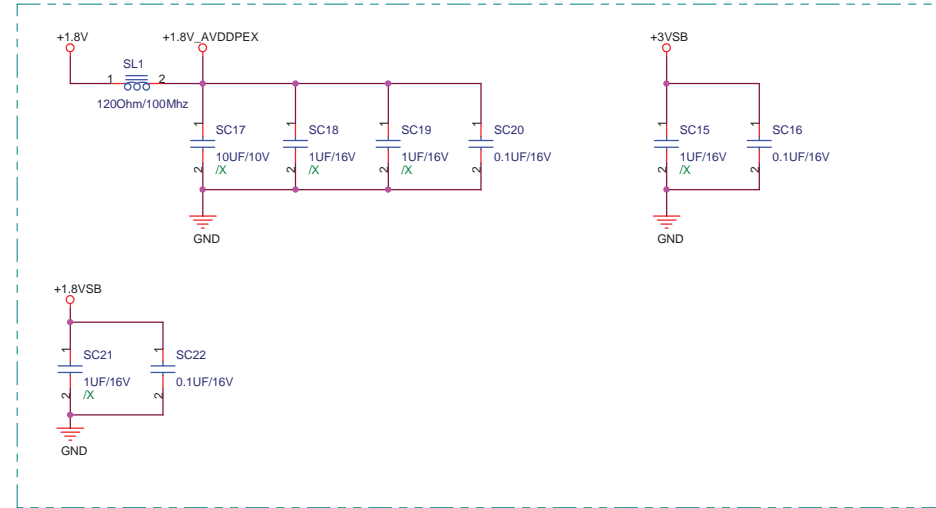 +1.8V
+1.8V_AVDDPEX
+3VSB
SL1
1
2
120Ohm/100Mhz
1
SC17
10UF/10V
/X
2
1
SC18
1UF/16V
/X
2
1
SC19
1UF/16V
/X
2
1
SC20
0.1UF/16V
2
1
SC15
1UF/16V
/X
2
1
SC16
0.1UF/16V
2
GND
GND
+1.8VSB
1
SC21
1UF/16V
/X
2
1
SC22
0.1UF/16V
2
GND